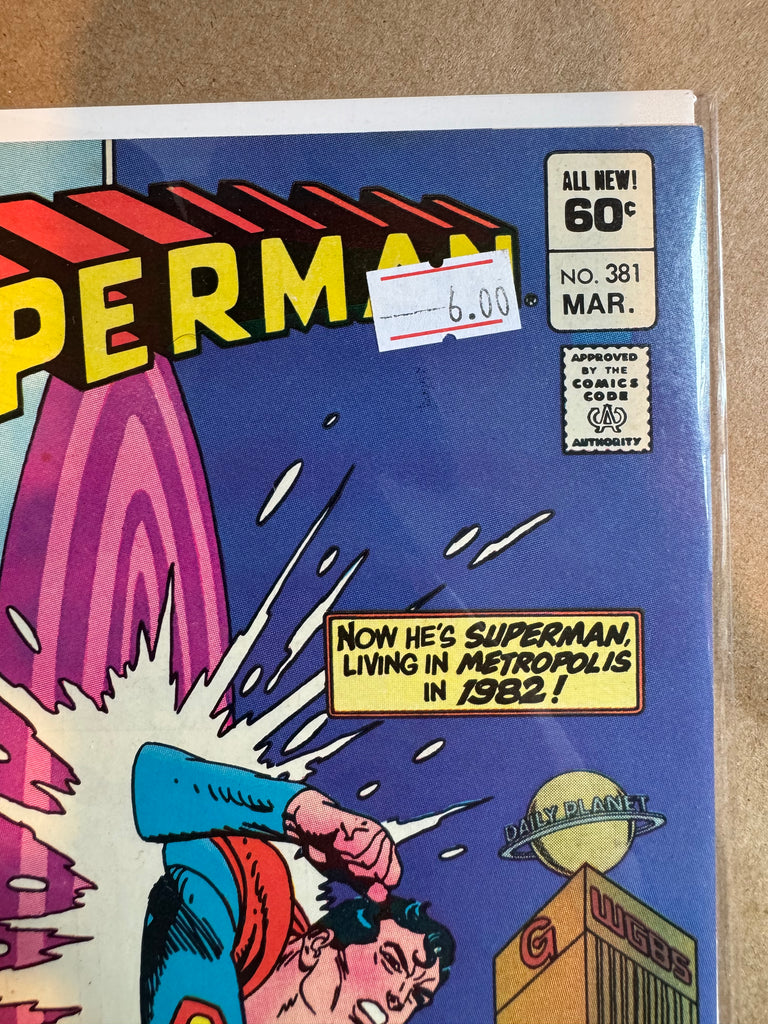 PERMAN
6.00
ALL NEW!
60¢
NO. 381
MAR.
APPROVED
BY THE
COMICS
CODE
CA
AUTHORITY
NOW HE'S SUPERMAN,
LIVING IN METROPOLIS
IN 1982!
DAILY PLANET
G
WGBS